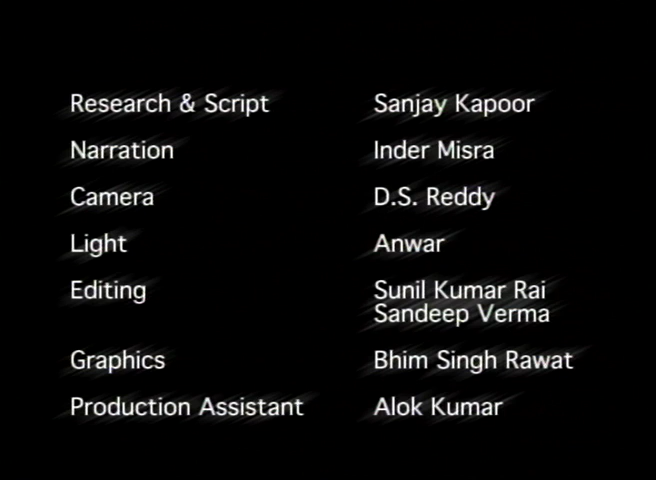 Research & Script Sanjay Kapoor
Narration Inder Misra
Camera D.S. Reddy
Light Anwar
Editing Sunil Kumar Rai
Sandeep Verma
Graphics Bhim Singh Rawat
Production Assistant Alok Kumar